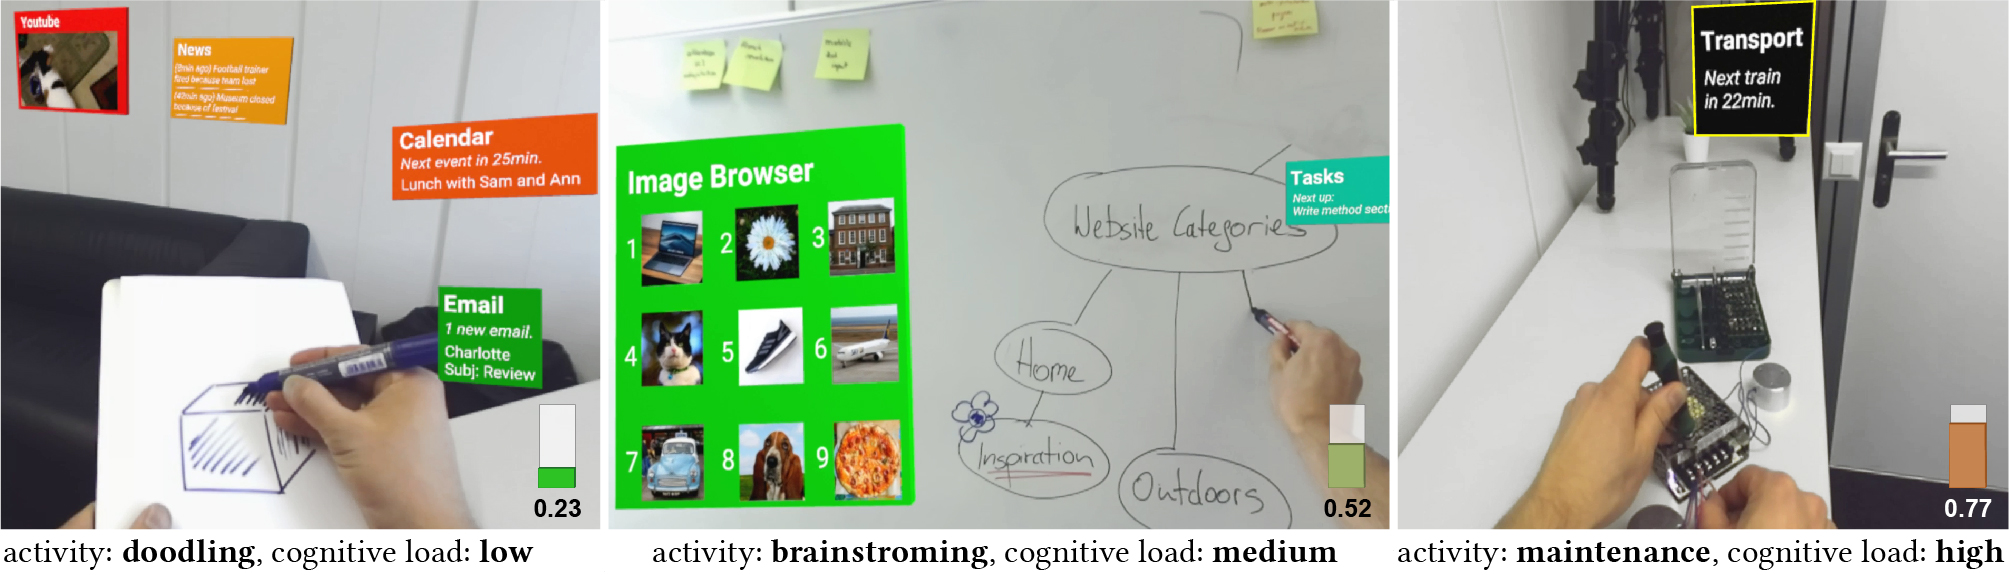 Youtube
News
(8min ago) Football trainer
fired because team lost
(42min ago) Museum closed
because of festival
Calendar
Next event in 25min.
Lunch with Sam and Ann
Email
1 new email.
Charlotte
Subj: Review
0.23
activity: doodling, cognitive load: low
Image Browser
1
2
3
4
5
6
7
8
9
Website Categories
Home
Inspiration
Outdoors
Tasks
Next up:
Write method secti
0.52
activity: brainstroming, cognitive load: medium
Transport
Next train
in 22min.
0.77
activity: maintenance, cognitive load: high